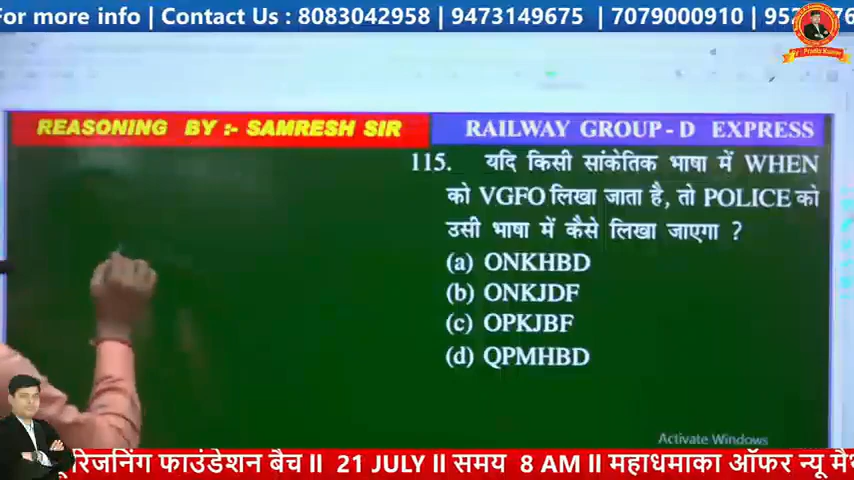 or more info | Contact Us : 8083042958 | 9473149675 | 7079000910 |
REASONING BY :- SAMRESH SIR
RAILWAY GROUP - D EXPRESS
115. यदि किसी सांकेतिक भाषा में WHEN
को VGFO लिखा जाता है, तो POLICE को
उसी भाषा में कैसे लिखा जाएगा ?
(a) ONKHBD
(b) ONKJDF
(c) OPKJBF
(d) QPMHBD
Activate Windows
रिजनिंग फाउंडेशन बैच II 21 JULY II समय 8 AM II महाधमाका ऑफर न्यू